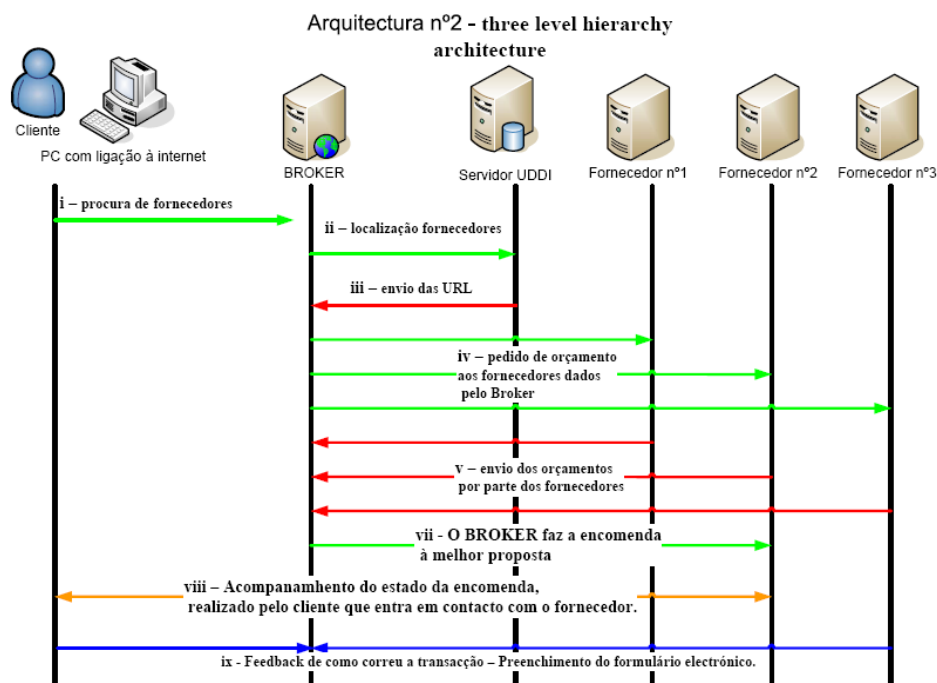 Arquitectura nº2 - three level hierarchy
architecture
Cliente
PC com ligação à internet
BROKER
Servidor UDDI
Fornecedor nº1
Fornecedor nº2
Fornecedor nº3
i – procura de fornecedores
ii – localização fornecedores
iii – envio das URL
iv – pedido de orçamento
aos fornecedores dados
pelo Broker
v – envio dos orçamentos
por parte dos fornecedores
vii - O BROKER faz a encomenda
à melhor proposta
viii – Acompanamhento do estado da encomenda,
realizado pelo cliente que entra em contacto com o fornecedor.
ix - Feedback de como correu a transacção – Preenchimento do formulário electrónico.